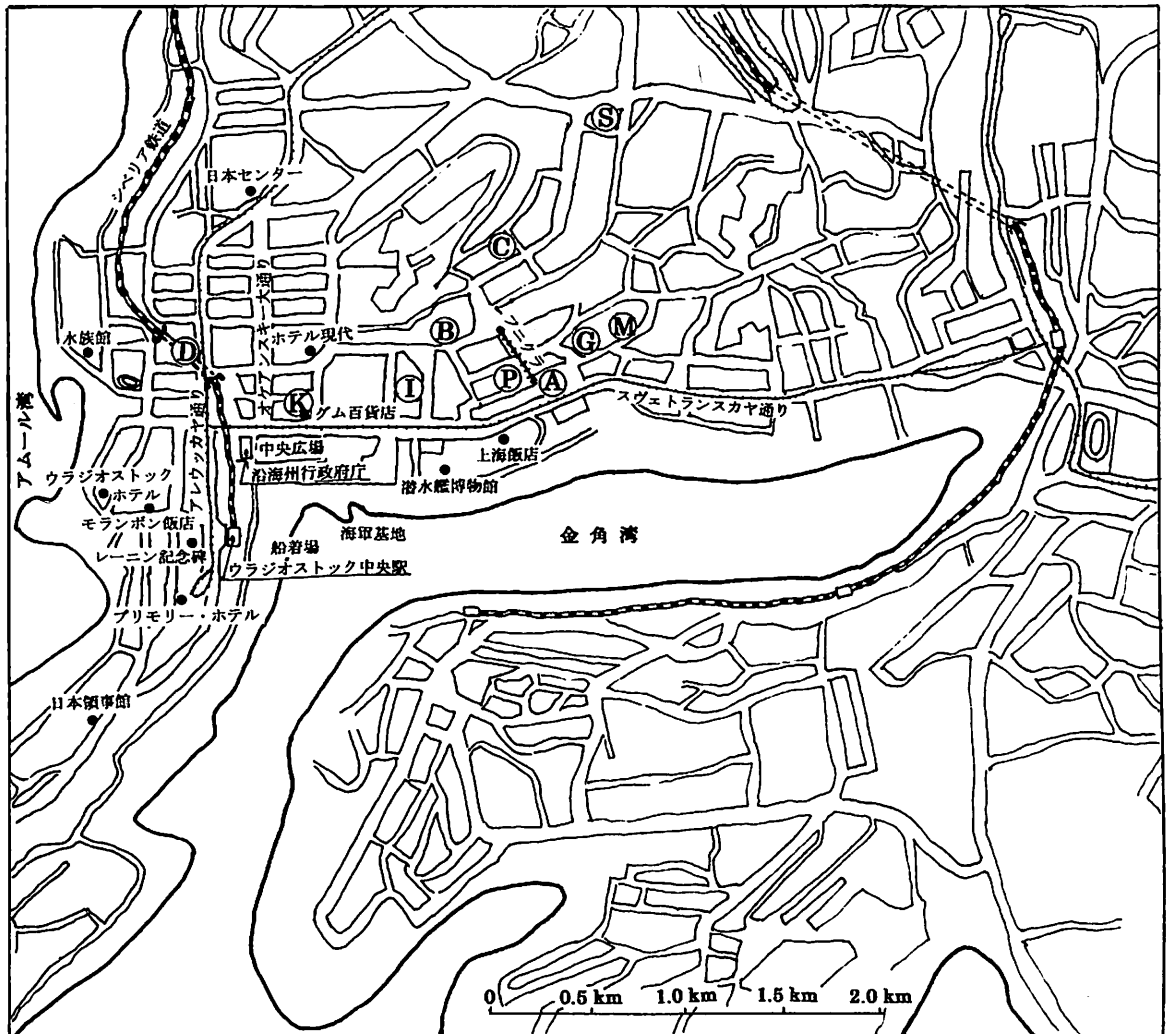 シベリア鉄道
Ⓢ
日本センター
Ⓒ
オケアンスキー大通り
フニクラ
水族館
Ⓓ
ホテル現代
Ⓑ
Ⓖ
Ⓜ
Ⓚ
グム百貨店
Ⓘ
Ⓟ
Ⓐ
スヴェトランスカヤ通り
アムール湾
アレウッカヤ通り
中央広場
沿海州行政府庁
上海飯店
潜水艦博物館
ウラジオストック
ホテル
モランボン飯店
レーニン記念碑
船着場
海軍基地
金角湾
ウラジオストック中央駅
プリモリー・ホテル
日本領事館
0 0.5 km 1.0 km 1.5 km 2.0 km